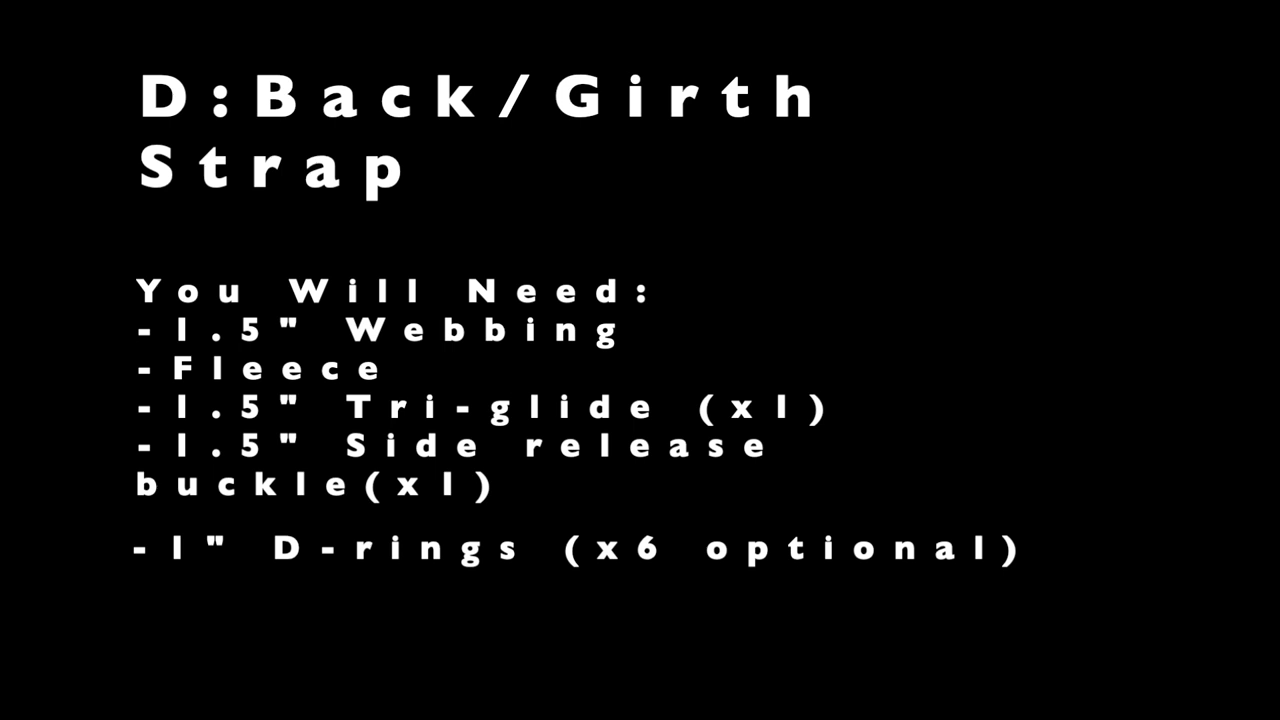 D:Back/Girth
Strap
You Will Need:
-1.5" Webbing
-Fleece
-1.5" Tri-glide (x1)
-1.5" Side release
buckle(x1)
-1" D-rings (x6 optional)